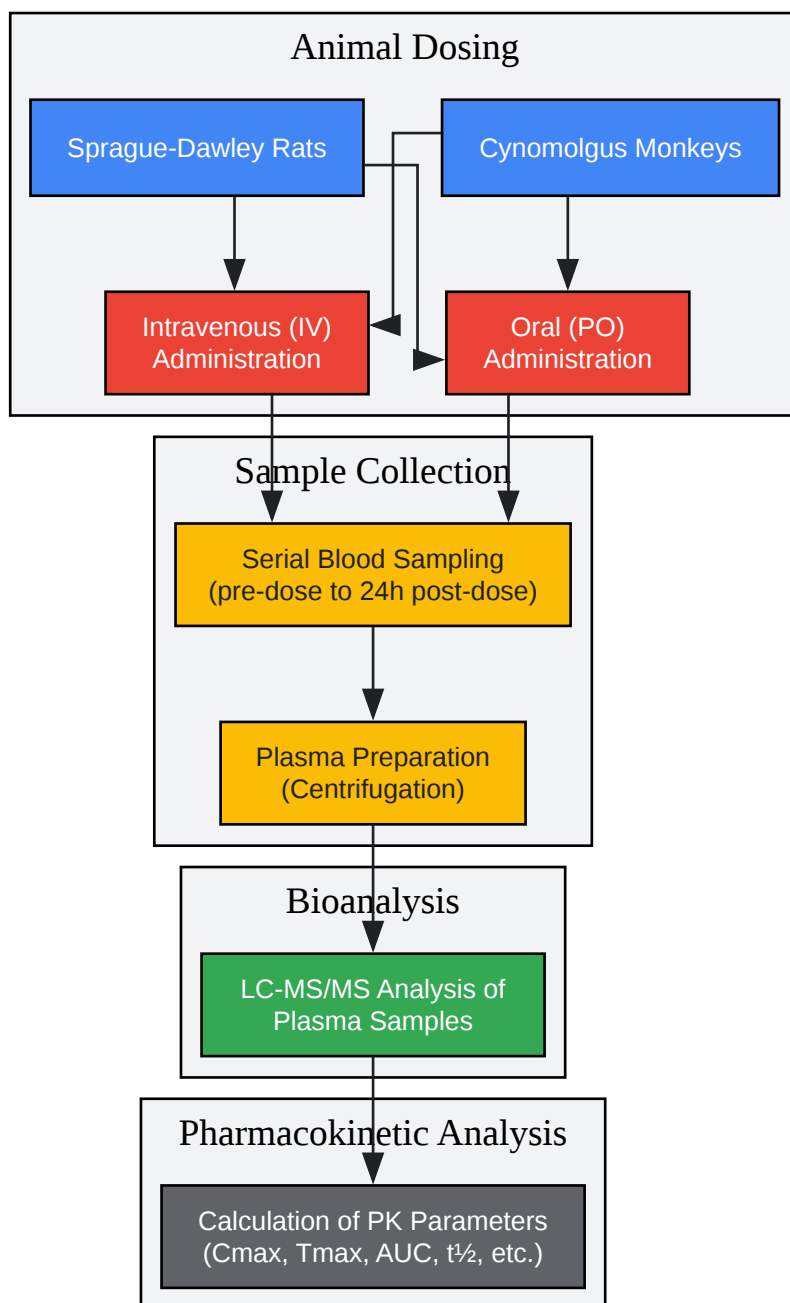 Animal Dosing
Sprague-Dawley Rats
Cynomolgus Monkeys
Intravenous (IV)
Administration
Oral (PO)
Administration
Sample Collection
Serial Blood Sampling
(pre-dose to 24h post-dose)
Plasma Preparation
(Centrifugation)
Bioanalysis
LC-MS/MS Analysis of
Plasma Samples
Pharmacokinetic Analysis
Calculation of PK Parameters
(Cmax, Tmax, AUC, t½, etc.)